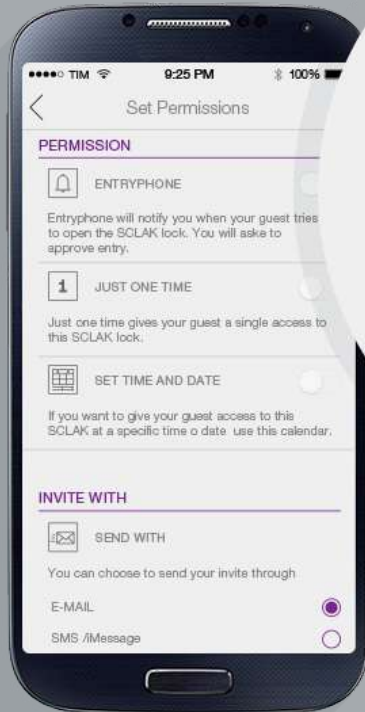 TIM 9:25 PM 100%
Set Permissions
PERMISSION
ENTRYPHONE
Entryphone will notify you when your guest tries
to open the SCLAK lock. You will aske to
approve entry.
1 JUST ONE TIME
Just one time gives your guest a single access to
this SCLAK lock.
SET TIME AND DATE
If you want to give your guest access to this
SCLAK at a specific time o date use this calendar.
INVITE WITH
SEND WITH
You can choose to send your invite through
E-MAIL
SMS /iMessage